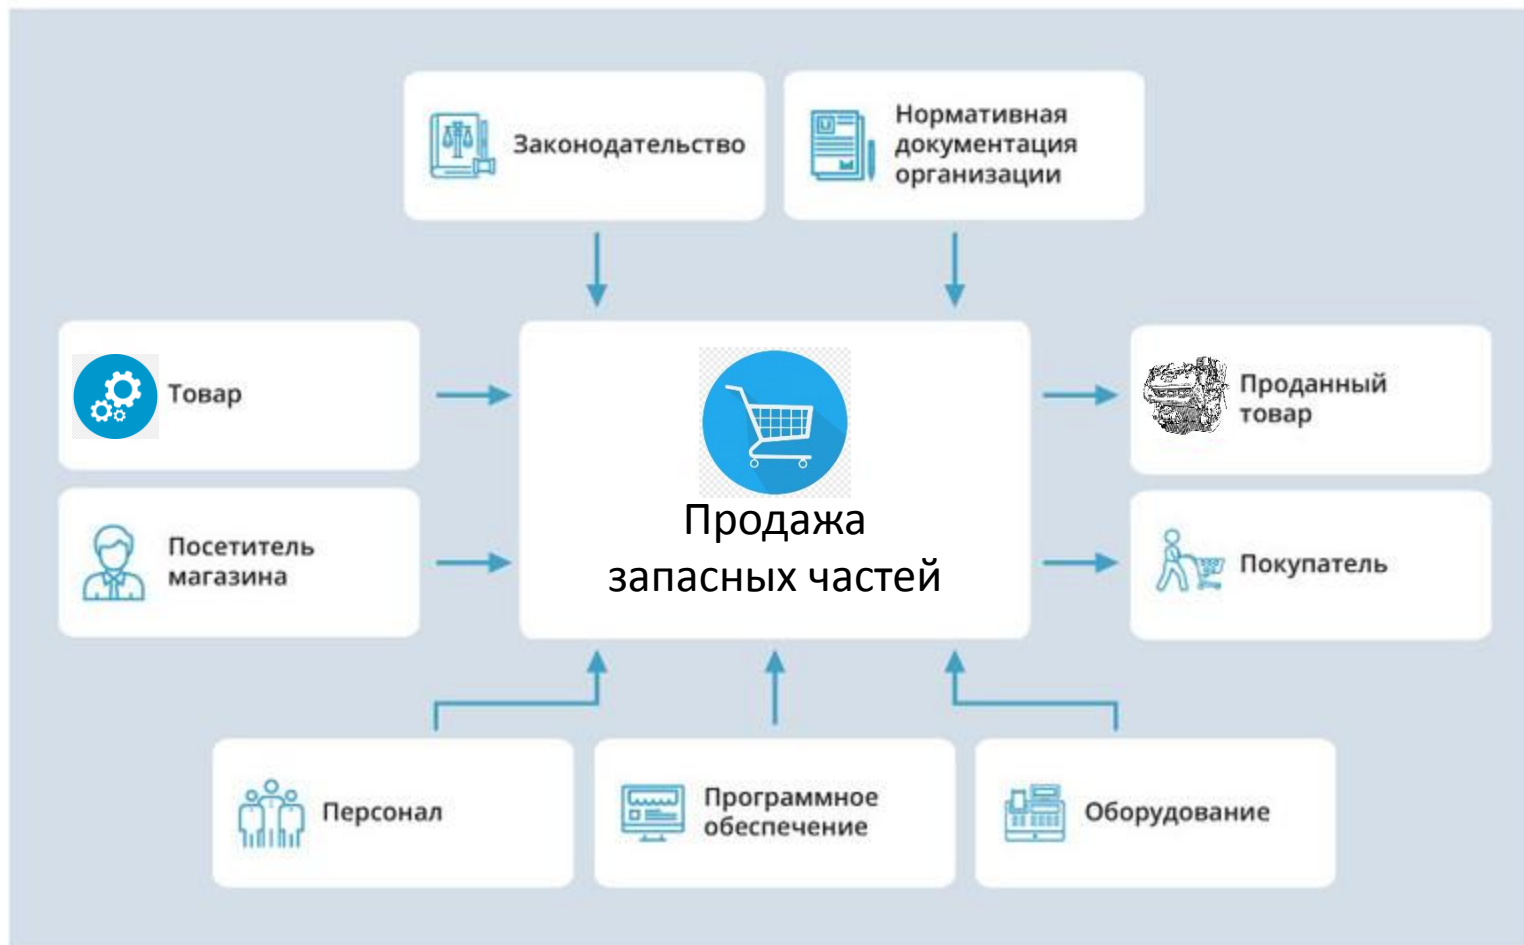 Законодательство
Нормативная
документация
организации
Товар
Посетитель
магазина
Продажа
запасных частей
Проданный
товар
Покупатель
Персонал
Программное
обеспечение
Оборудование